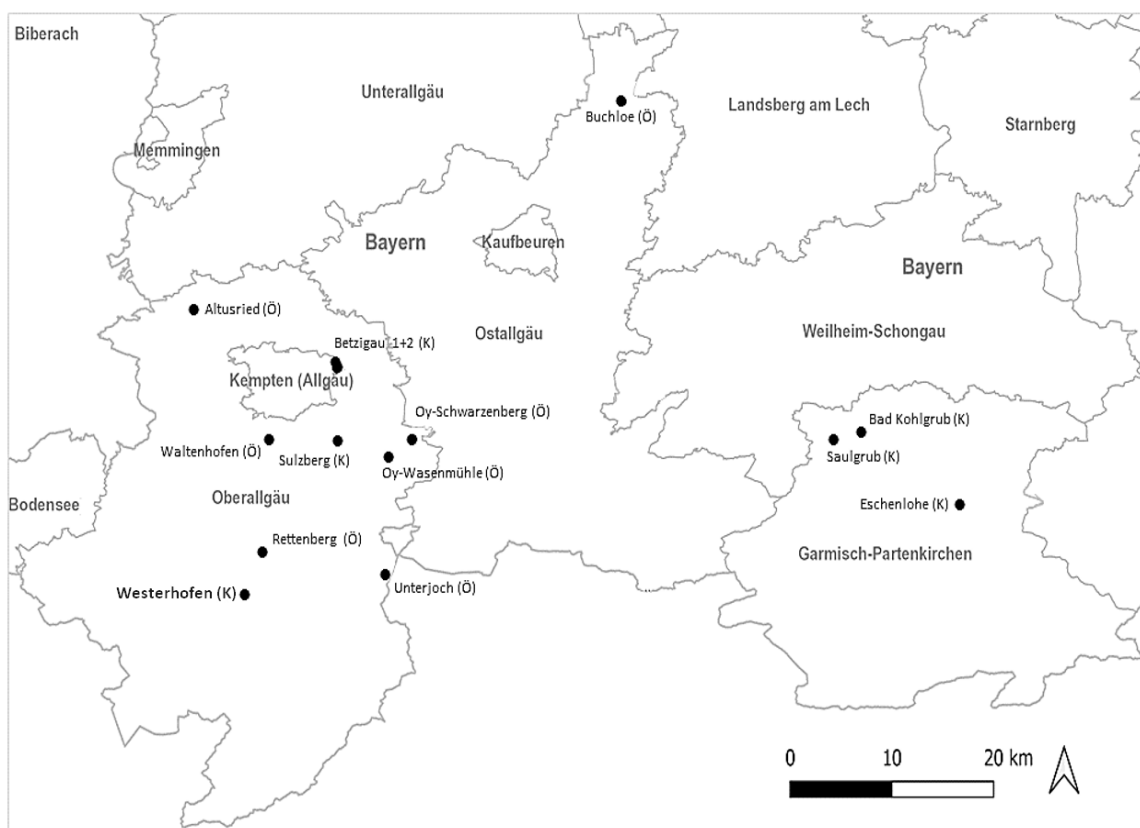 Biberach
Unterallgäu
Buchloe (Ö)
Landsberg am Lech
Starnberg
Memmingen
Bayern
Kaufbeuren
Bayern
Altusried (Ö)
Ostallgäu
Weilheim-Schongau
Betzigau 1+2 (K)
Kempten (Allgäu)
Oy-Schwarzenberg (Ö)
Bad Kohlgrub (K)
Waltenhofen (Ö)
Sulzberg (K)
Saulgrub (K)
Oy-Wasenmühle (Ö)
Bodensee
Oberallgäu
Eschenlohe (K)
Rettenberg (Ö)
Garmisch-Partenkirchen
Westerhofen (K)
Unterjoch (Ö)
0 10 20 km